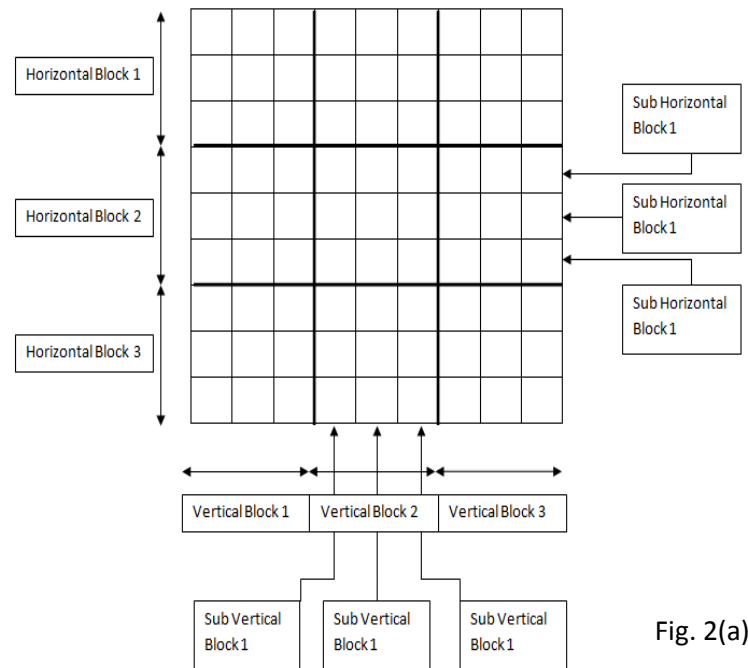 Horizontal Block 1
Sub Horizontal
Block 1
Horizontal Block 2
Sub Horizontal
Block 1
Horizontal Block 3
Sub Horizontal
Block 1
Vertical Block 1
Vertical Block 2
Vertical Block 3
Sub Vertical
Block 1
Sub Vertical
Block 1
Sub Vertical
Block 1
Fig. 2(a)